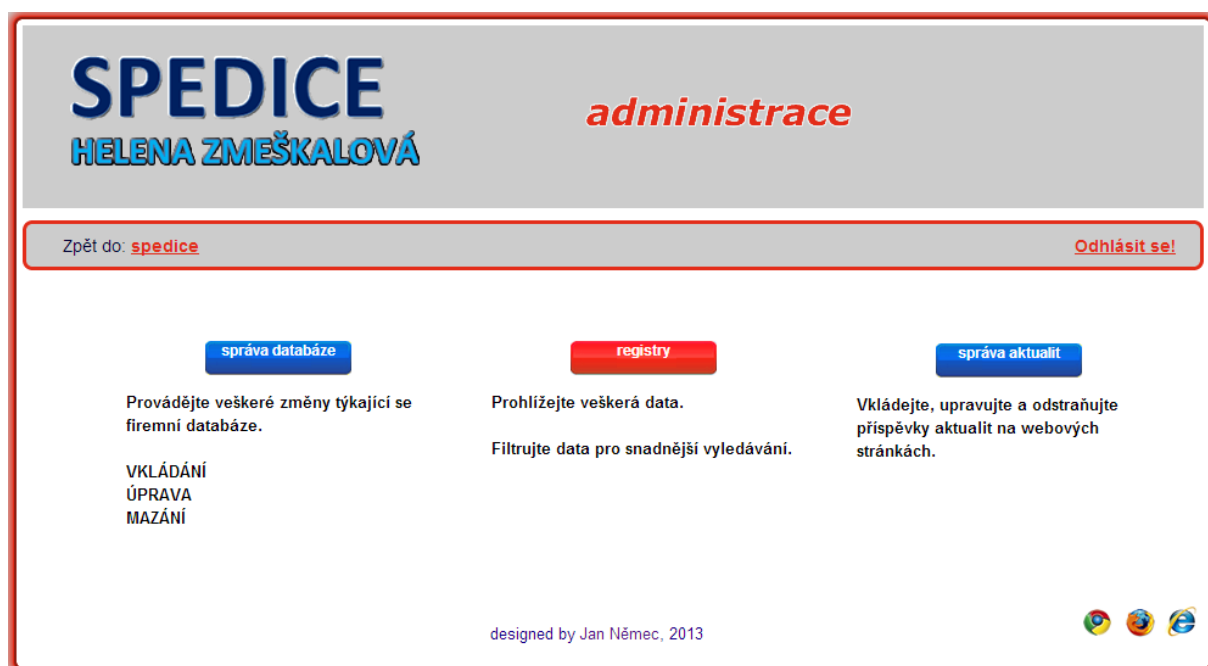 SPEDICE
HELENA ZMEŠKALOVÁ
administrace
Zpět do: spedice
Odhlásit se!
správa databáze
Provádějte veškeré změny týkající se
firemní databáze.
VKLÁDÁNÍ
ÚPRAVA
MAZÁNÍ
registry
Prohlížejte veškerá data.
Filtrujte data pro snadnější vyledávání.
správa aktualit
Vkládejte, upravujte a odstraňujte
příspěvky aktualit na webových
stránkách.
designed by Jan Němec, 2013